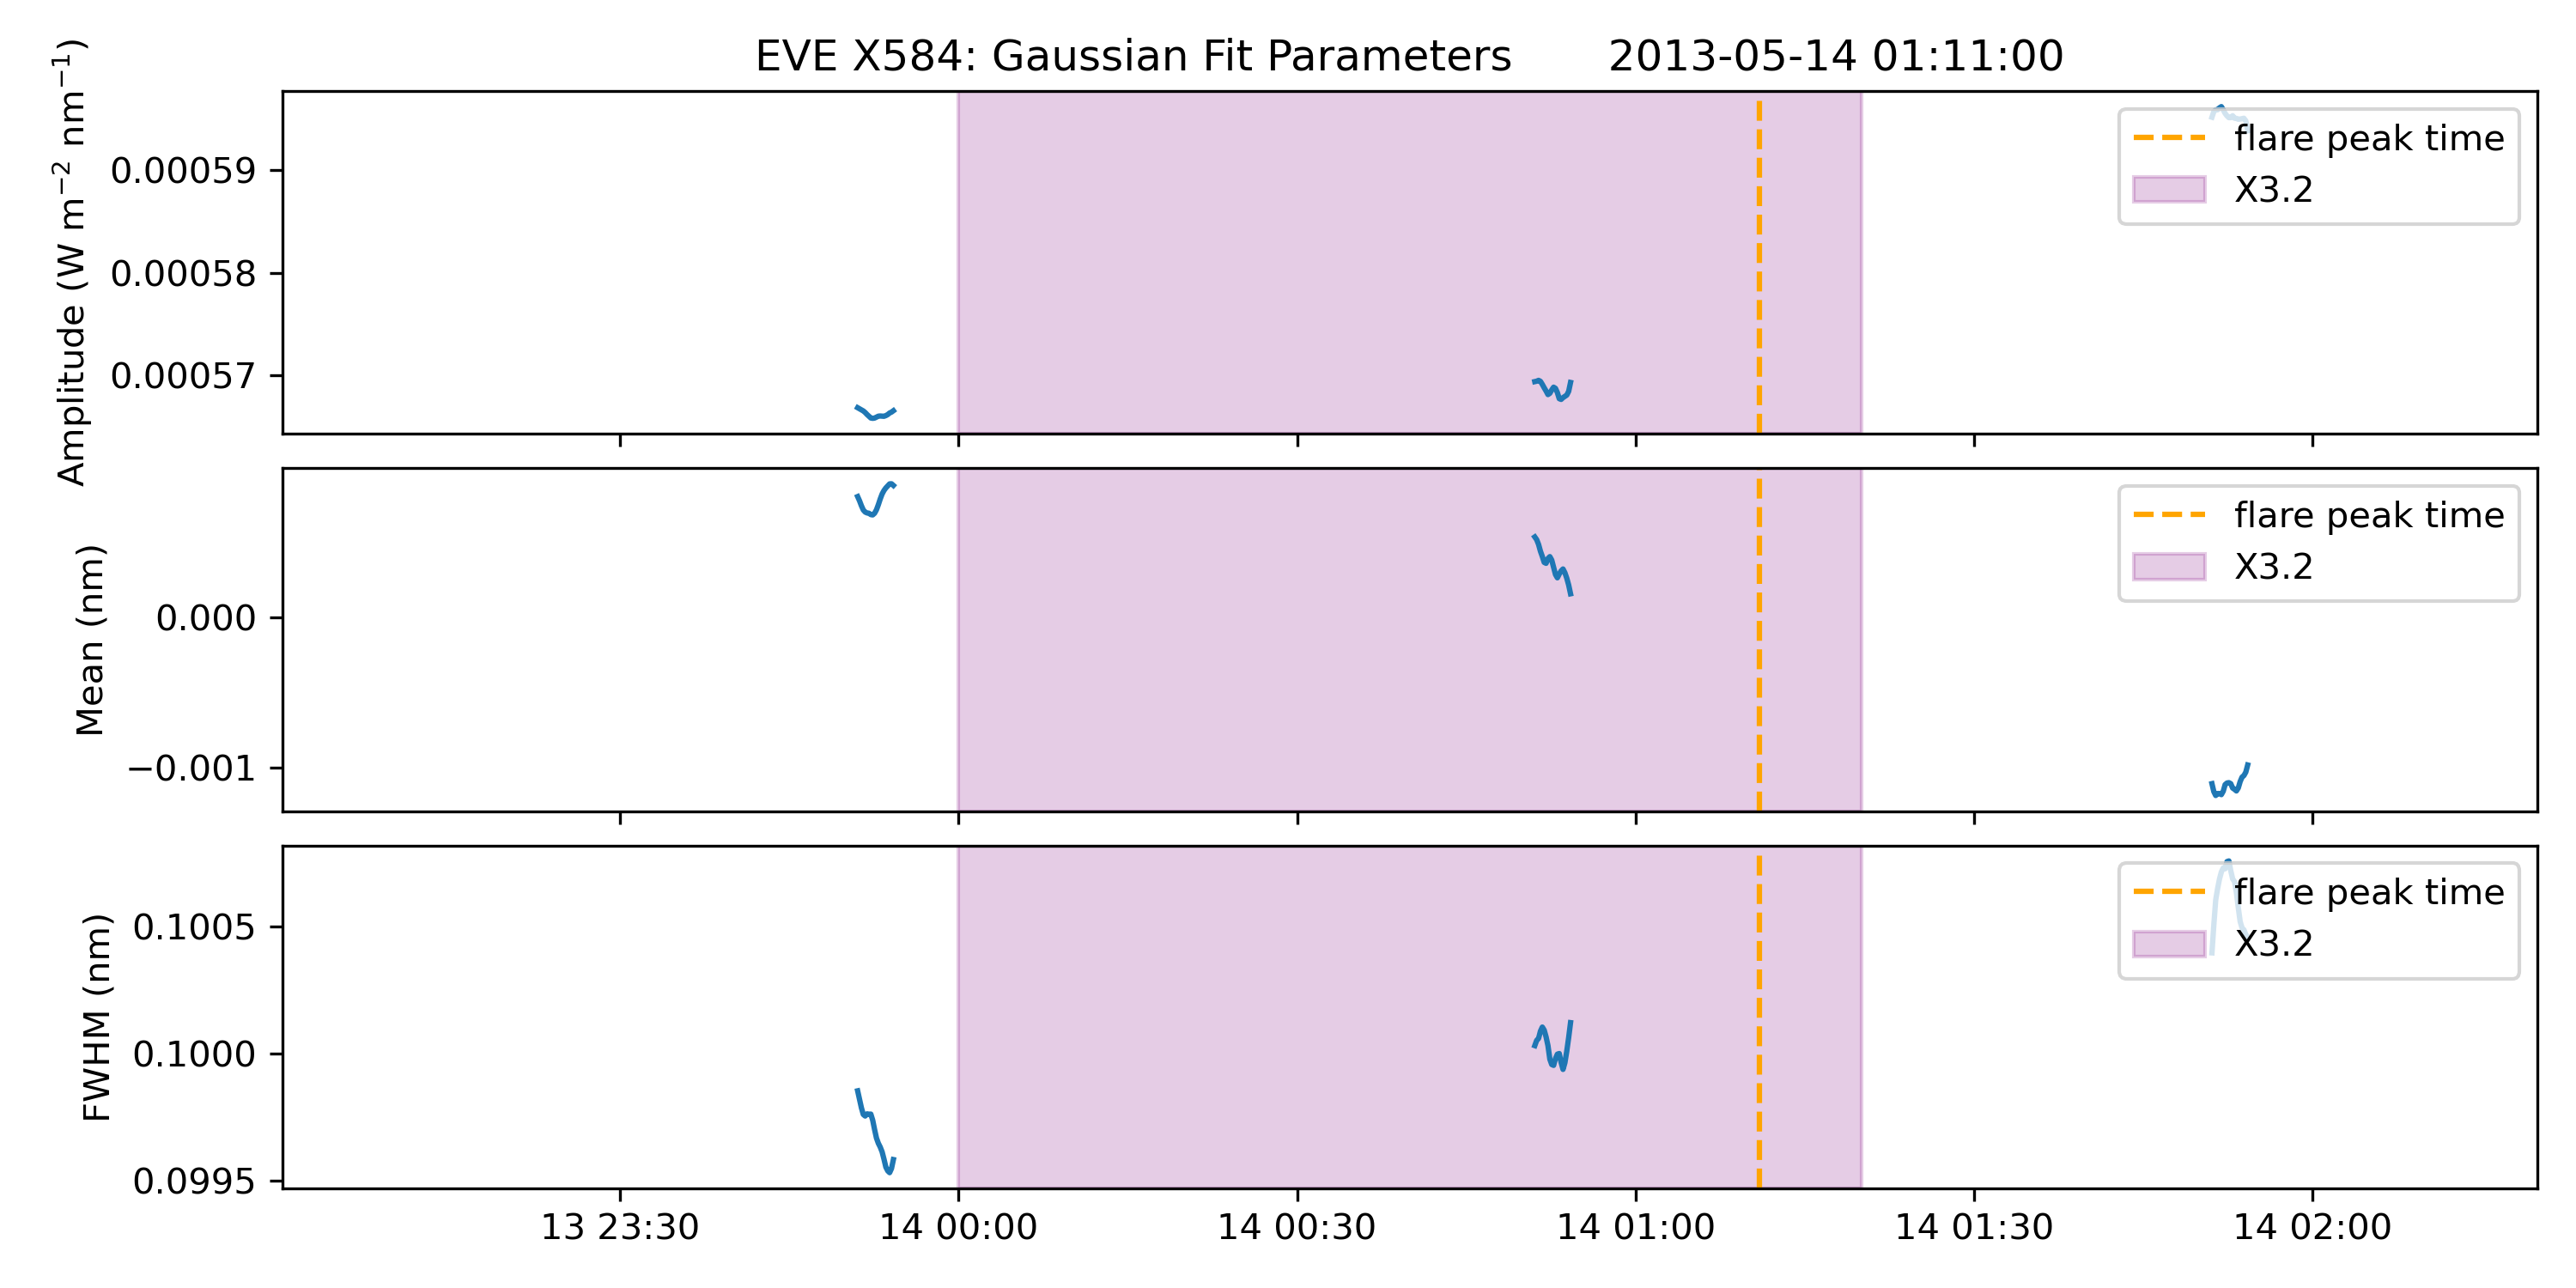 EVE X584: Gaussian Fit Parameters 2013-05-14 01:11:00
Amplitude (W m⁻² nm⁻¹)
0.00059
0.00058
0.00057
flare peak time
X3.2
Mean (nm)
0.000
−0.001
flare peak time
X3.2
FWHM (nm)
0.1005
0.1000
0.0995
flare peak time
X3.2
13 23:30 14 00:00 14 00:30 14 01:00 14 01:30 14 02:00